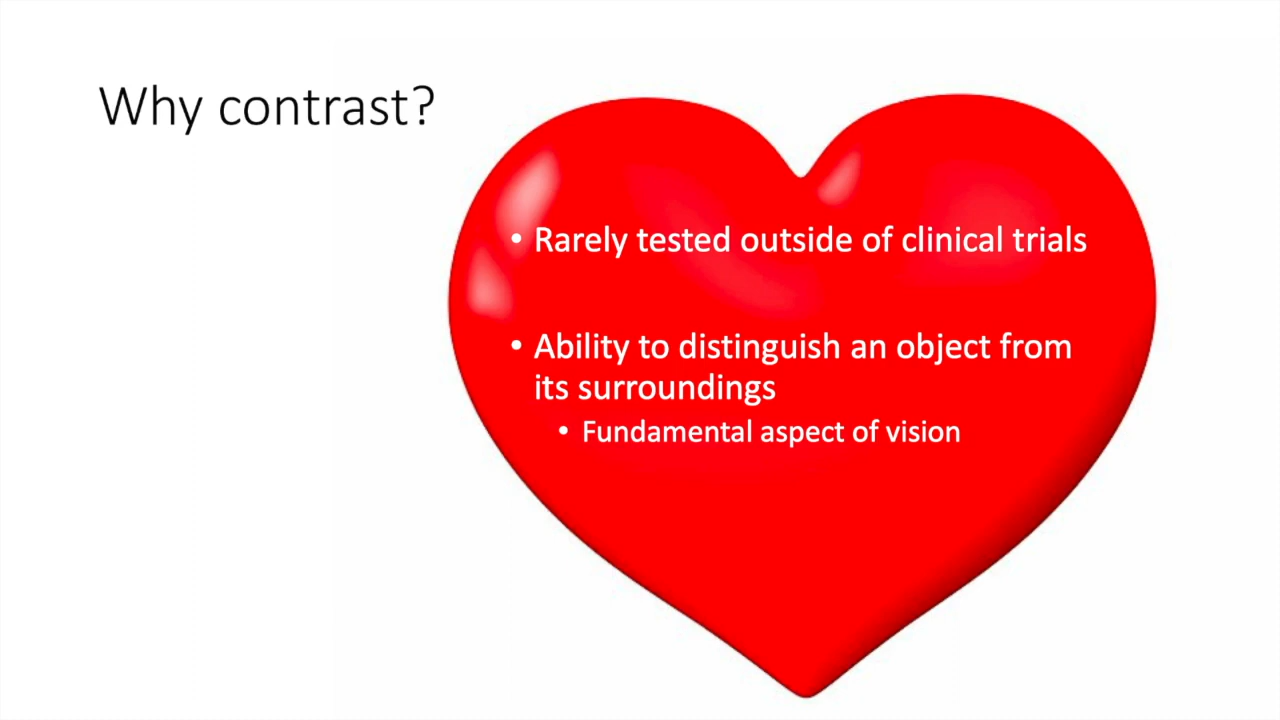 Why contrast?
• Rarely tested outside of clinical trials
• Ability to distinguish an object from
its surroundings
• Fundamental aspect of vision